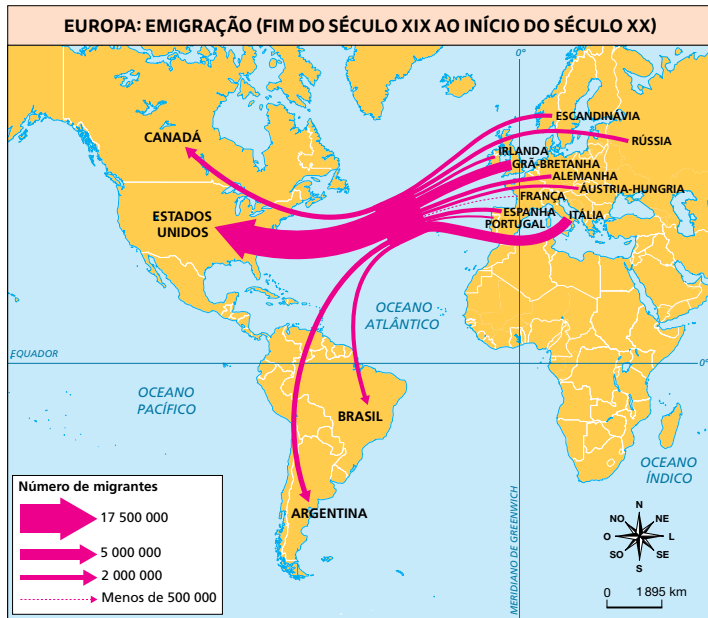 EUROPA: EMIGRAÇÃO (FIM DO SÉCULO XIX AO INÍCIO DO SÉCULO XX)
0°
ESCANDINÁVIA
CANADÁ
RÚSSIA
IRLANDA
GRÃ-BRETANHA
ALEMANHA
ÁUSTRIA-HUNGRIA
FRANÇA
ESTADOS
UNIDOS
ESPANHA
ITÁLIA
PORTUGAL
OCEANO
ATLÂNTICO
EQUADOR
0°
OCEANO
PACÍFICO
BRASIL
OCEANO
ÍNDICO
ARGENTINA
MERIDIANO DE GREENWICH
Número de migrantes
17 500 000
5 000 000
2 000 000
Menos de 500 000
N
NO NE
O L
SO SE
S
0 1 895 km